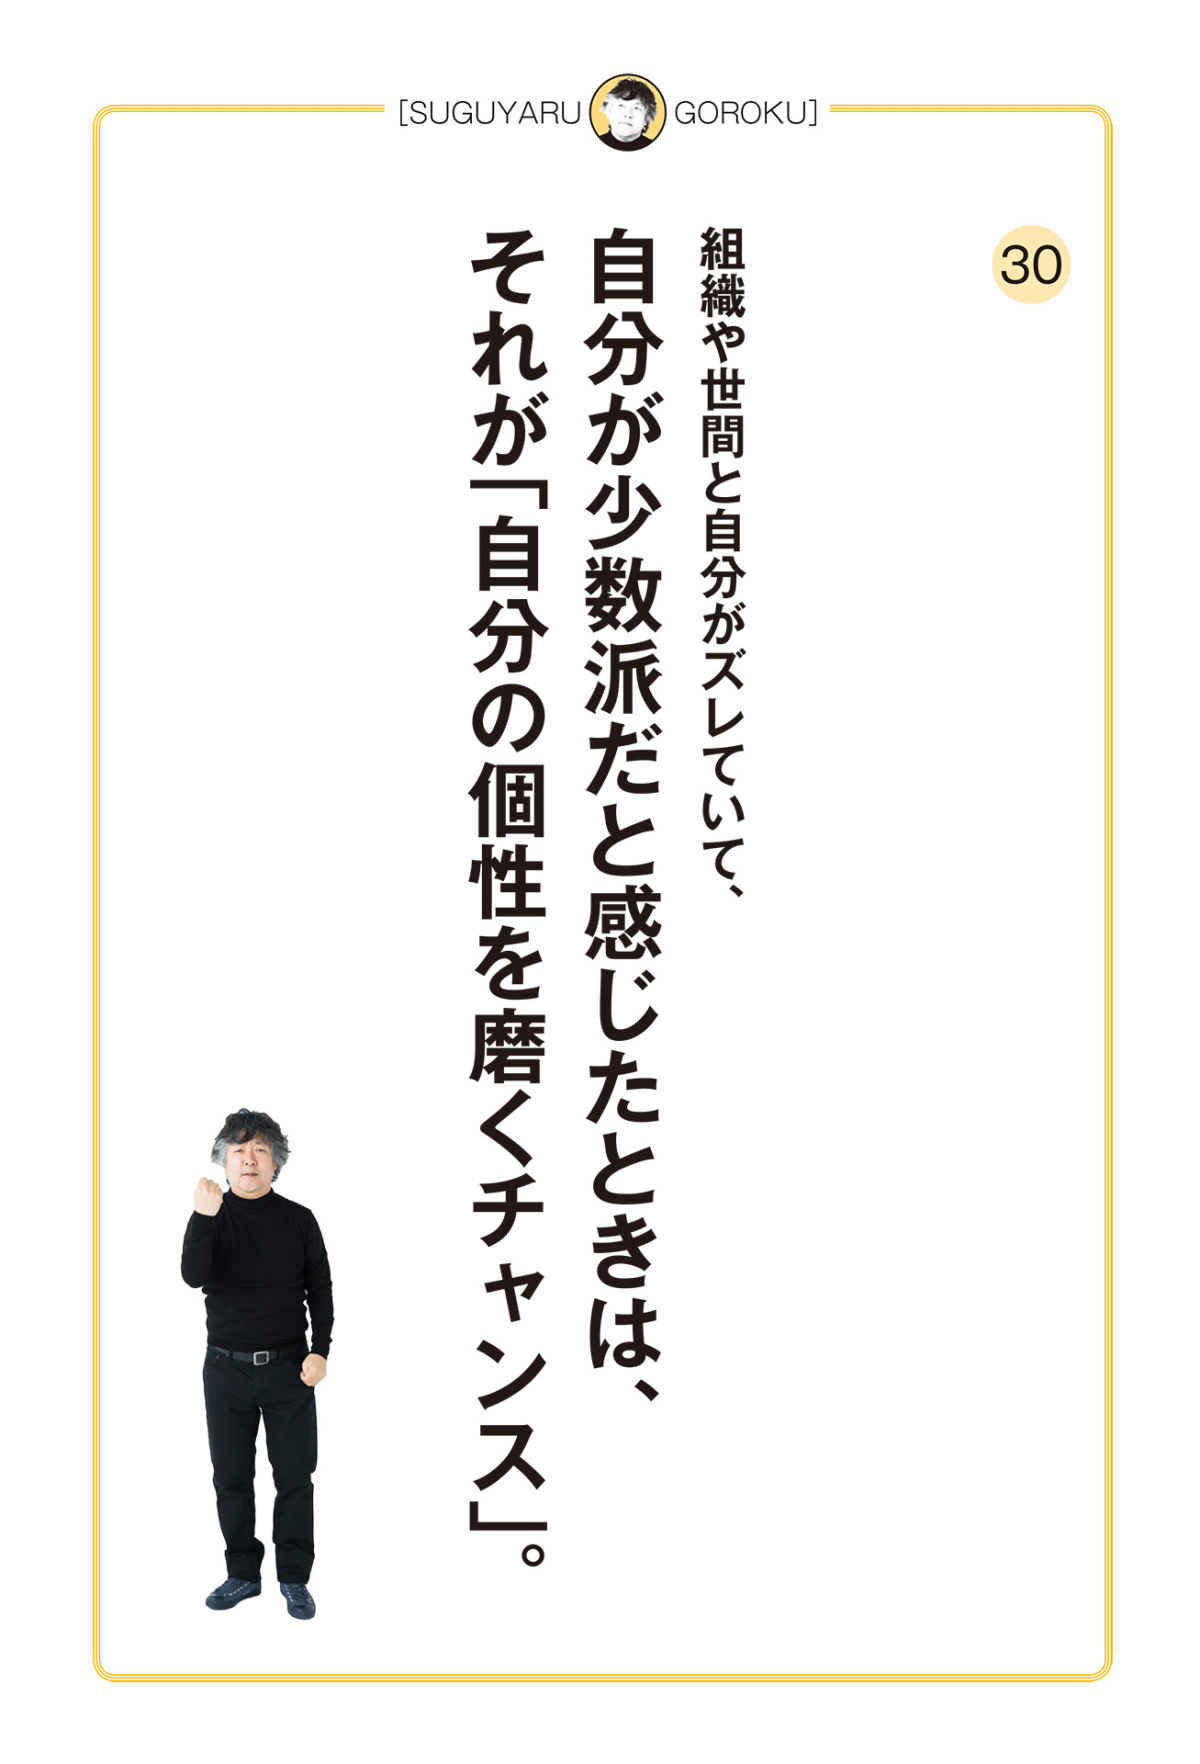 [SUGUYARU GOROKU]
30
組織や世間と自分がズレていて、
自分が少数派だと感じたときは、
それが「自分の個性を磨くチャンス」。